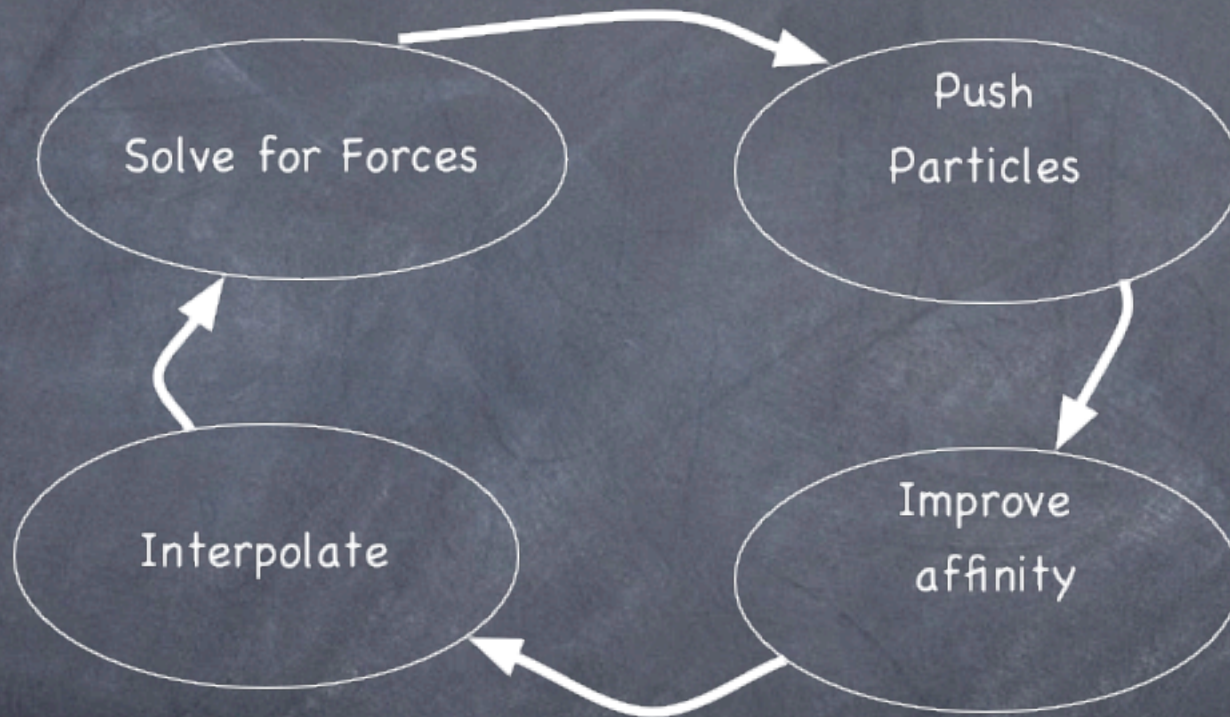 Solve for Forces
Push
Particles
Improve
affinity
Interpolate